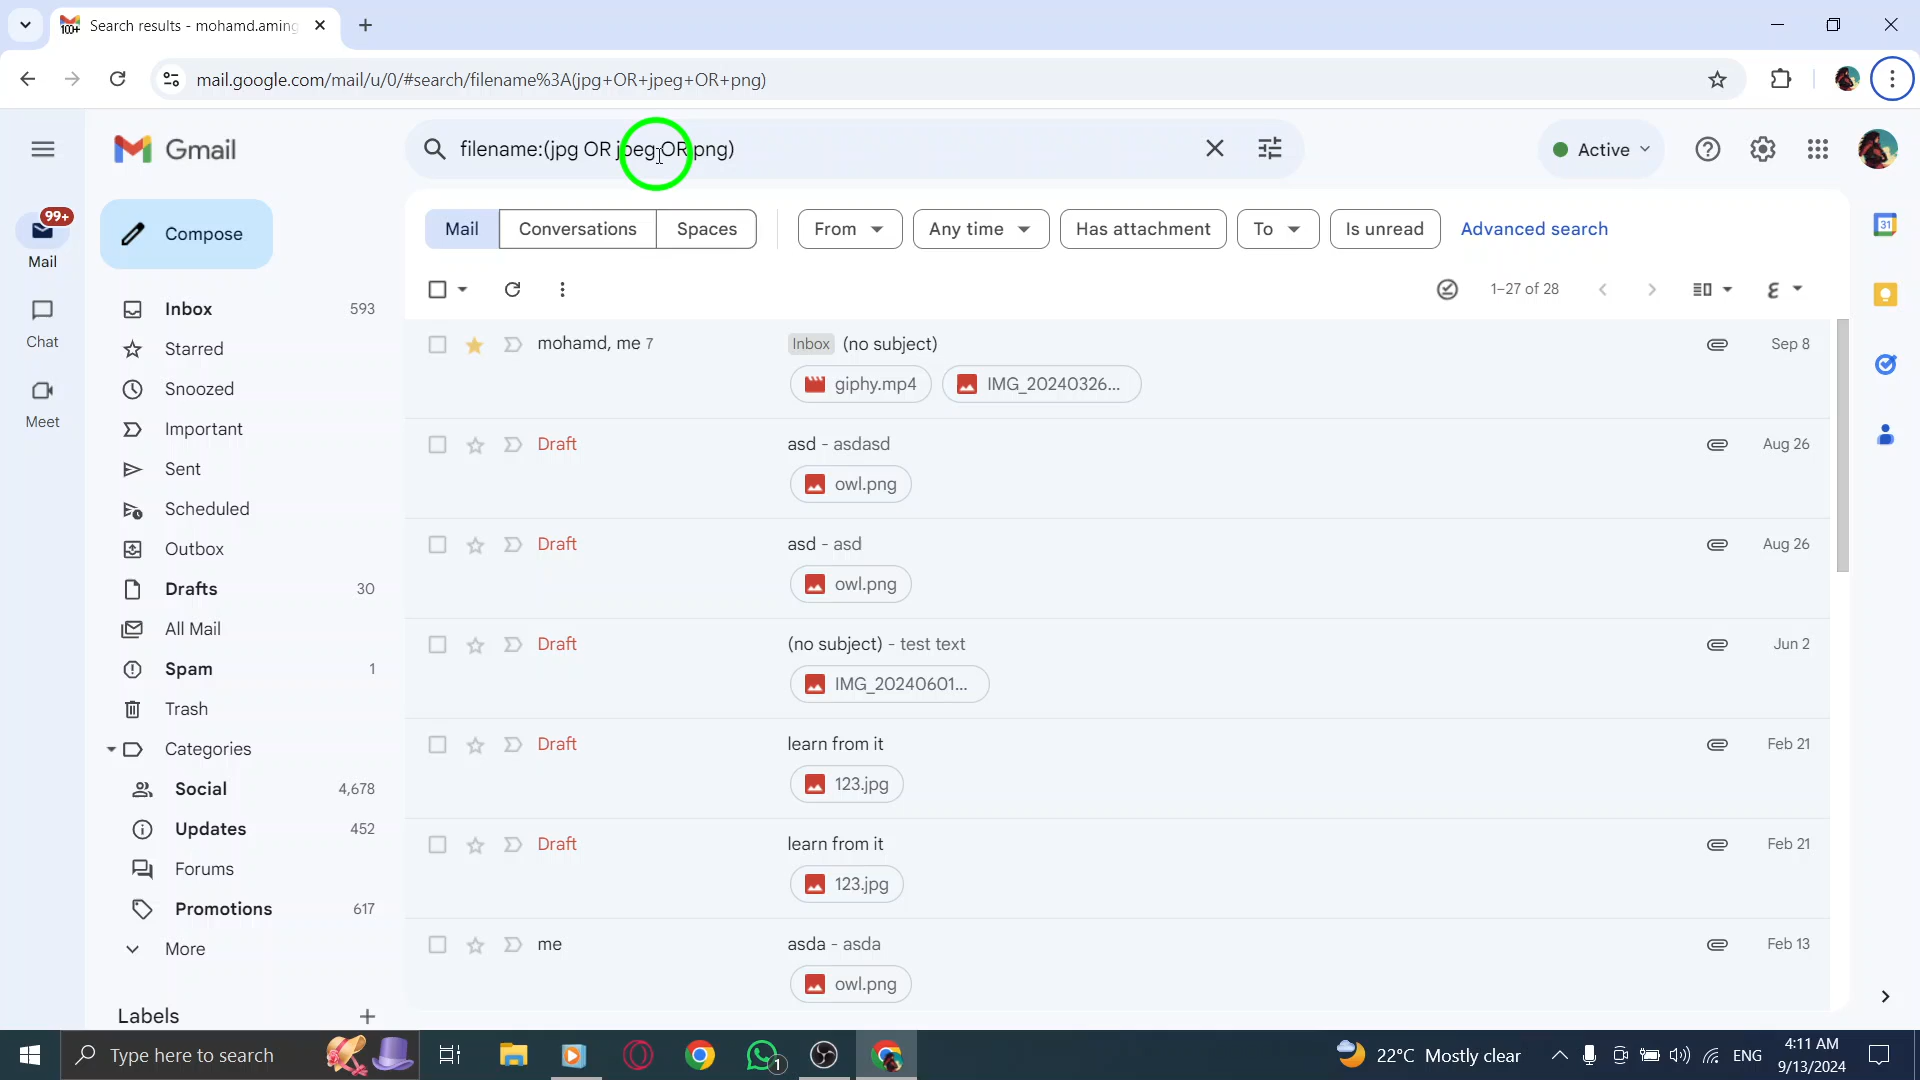 Search results - mohamd.aming
mail.google.com/mail/u/0/#search/filename%3A(jpg+OR+jpeg+OR+png)
100+
Gmail
filename:(jpg OR jpeg OR png)
Active
99+
Mail
Chat
Meet
Compose
Inbox 593
Starred
Snoozed
Important
Sent
Scheduled
Outbox
Drafts 30
All Mail
Spam 1
Trash
Categories
Social 4,678
Updates 452
Forums
Promotions 617
More
Labels
Mail Conversations Spaces From Any time Has attachment To Is unread Advanced search
1–27 of 28
mohamd, me 7 Inbox (no subject) Sep 8
giphy.mp4 IMG_20240326...
Draft asd - asdasd Aug 26
owl.png
Draft asd - asd Aug 26
owl.png
Draft (no subject) - test text Jun 2
IMG_20240601...
Draft learn from it Feb 21
123.jpg
Draft learn from it Feb 21
123.jpg
me asda - asda Feb 13
owl.png
31
Type here to search
1
22°C Mostly clear
ENG
4:11 AM
9/13/2024